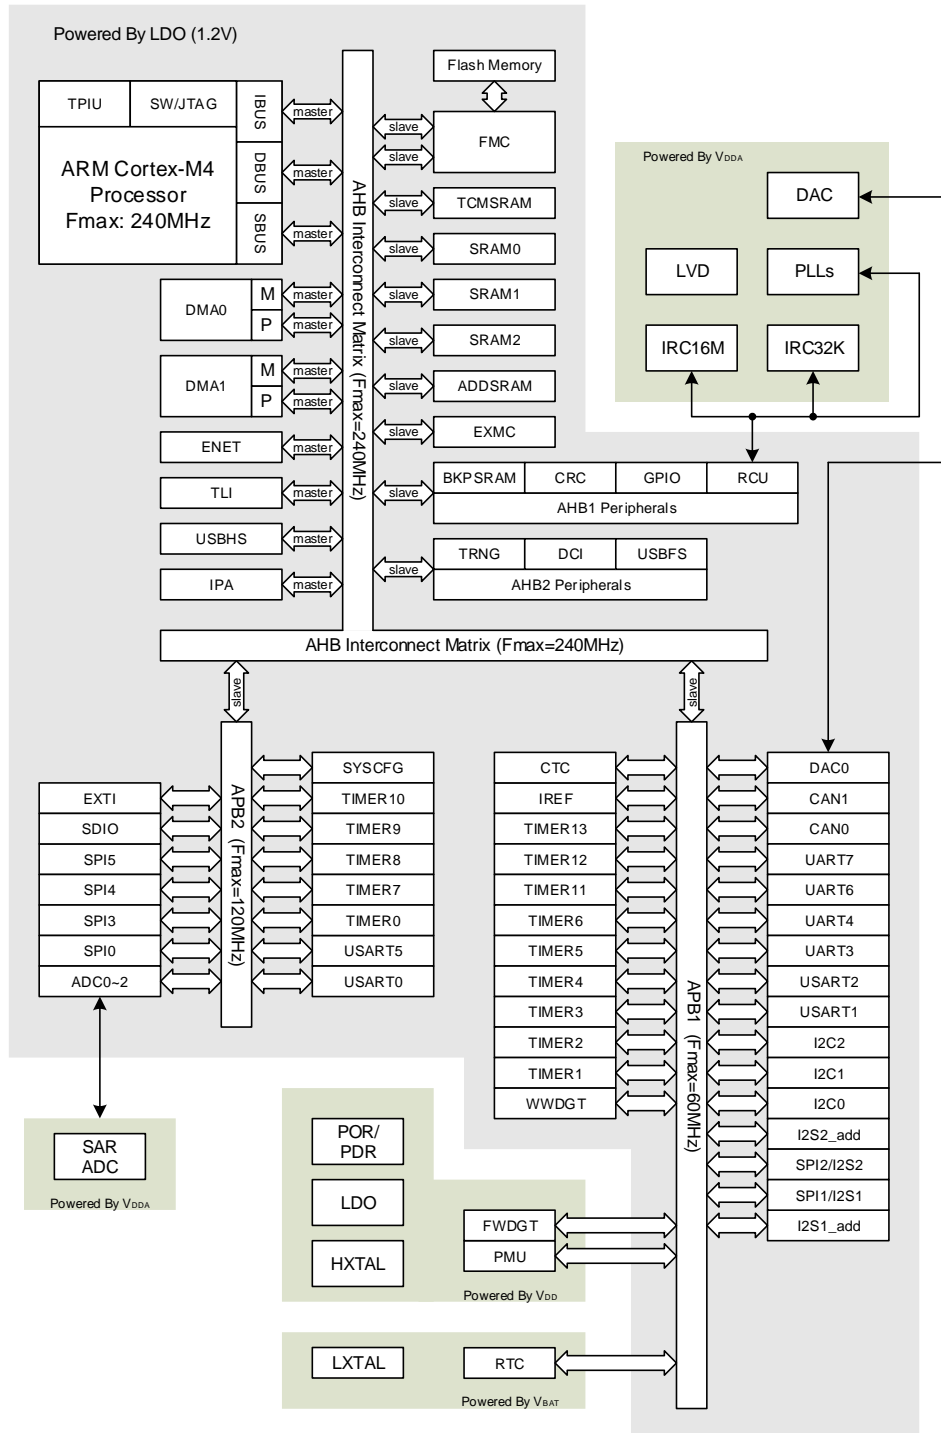 Powered By LDO (1.2V)
TPIU
SW/JTAG
IBUS
DBUS
SBUS
ARM Cortex-M4
Processor
Fmax: 240MHz
master
master
master
DMA0
M
P
master
master
DMA1
M
P
master
master
ENET
master
TLI
master
USBHS
master
IPA
master
AHB Interconnect Matrix (Fmax=240MHz)
Flash Memory
slave
slave
FMC
slave
TCMSRAM
slave
SRAM0
slave
SRAM1
slave
SRAM2
slave
ADDSRAM
slave
EXMC
slave
BKPSRAM
CRC
GPIO
RCU
AHB1 Peripherals
slave
TRNG
DCI
USBFS
AHB2 Peripherals
Powered By VDDA
DAC
LVD
PLLs
IRC16M
IRC32K
AHB Interconnect Matrix (Fmax=240MHz)
slave
slave
EXTI
SDIO
SPI5
SPI4
SPI3
SPI0
ADC0~2
APB2 (Fmax=120MHz)
SYSCFG
TIMER10
TIMER9
TIMER8
TIMER7
TIMER0
USART5
USART0
CTC
IREF
TIMER13
TIMER12
TIMER11
TIMER6
TIMER5
TIMER4
TIMER3
TIMER2
TIMER1
WWDGT
APB1 (Fmax=60MHz)
DAC0
CAN1
CAN0
UART7
UART6
UART4
UART3
USART2
USART1
I2C2
I2C1
I2C0
I2S2_add
SPI2/I2S2
SPI1/I2S1
I2S1_add
SAR
ADC
Powered By VDDA
POR/
PDR
LDO
HXTAL
FWDGT
PMU
Powered By VDD
LXTAL
RTC
Powered By VBAT